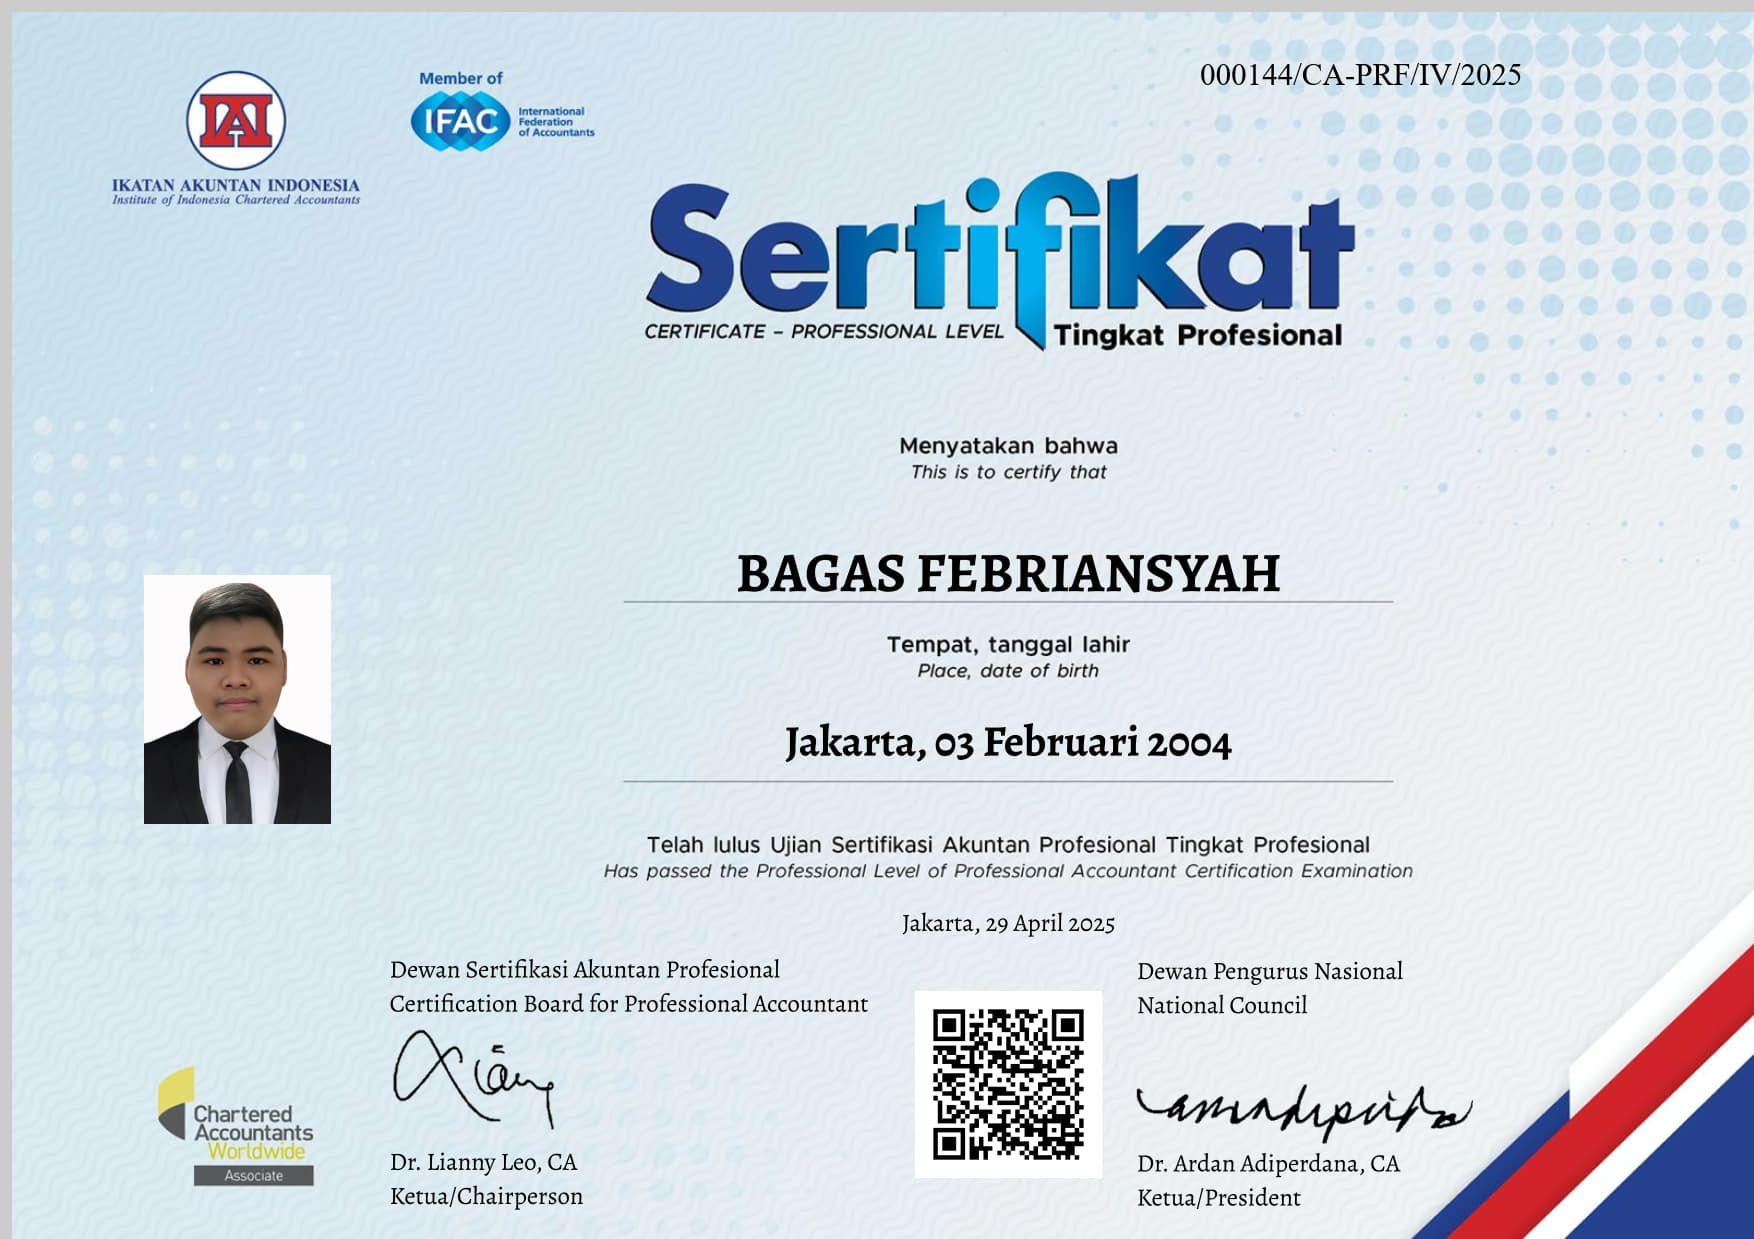 000144/CA-PRF/IV/2025
IAI
IKATAN AKUNTAN INDONESIA
Institute of Indonesia Chartered Accountants
Member of
IFAC
International
Federation
of Accountants
Sertifikat
CERTIFICATE – PROFESSIONAL LEVEL
Tingkat Profesional
Menyatakan bahwa
This is to certify that
BAGAS FEBRIANSYAH
Tempat, tanggal lahir
Place, date of birth
Jakarta, 03 Februari 2004
Telah lulus Ujian Sertifikasi Akuntan Profesional Tingkat Profesional
Has passed the Professional Level of Professional Accountant Certification Examination
Jakarta, 29 April 2025
Dewan Sertifikasi Akuntan Profesional
Certification Board for Professional Accountant
Dr. Lianny Leo, CA
Ketua/Chairperson
Dewan Pengurus Nasional
National Council
Dr. Ardan Adiperdana, CA
Ketua/President
Chartered
Accountants
Worldwide
Associate